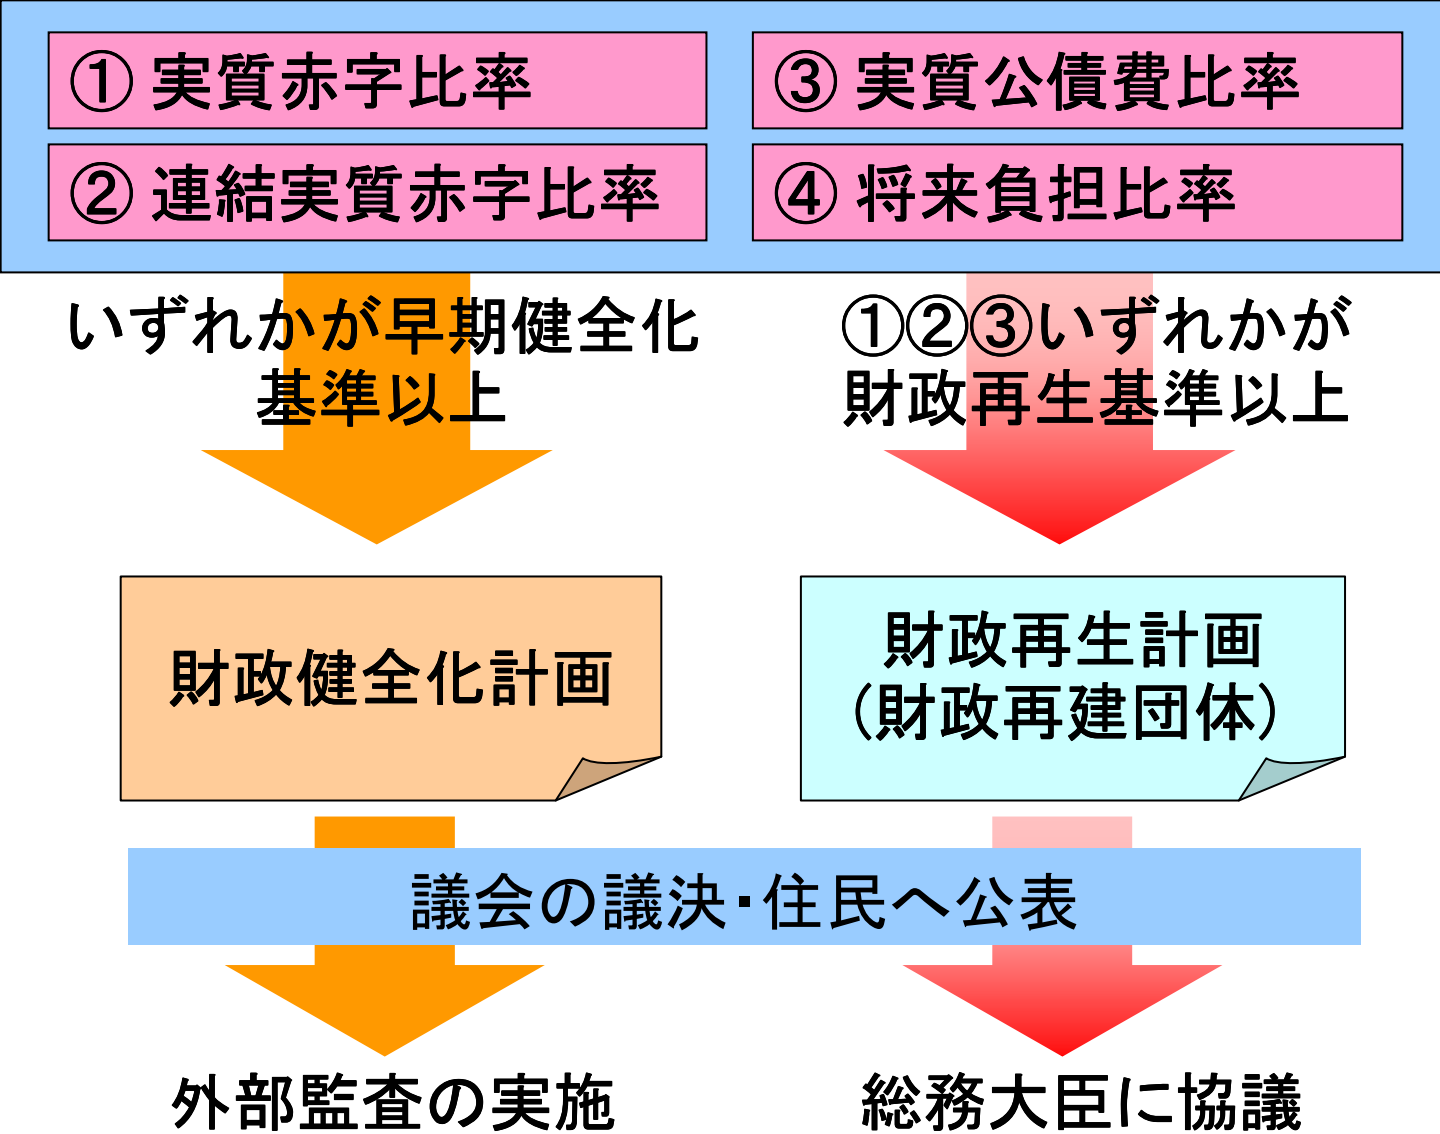 ① 実質赤字比率
② 連結実質赤字比率
③ 実質公債費比率
④ 将来負担比率
いずれかが早期健全化
基準以上
①②③いずれかが
財政再生基準以上
財政健全化計画
財政再生計画
(財政再建団体)
議会の議決・住民へ公表
外部監査の実施
総務大臣に協議